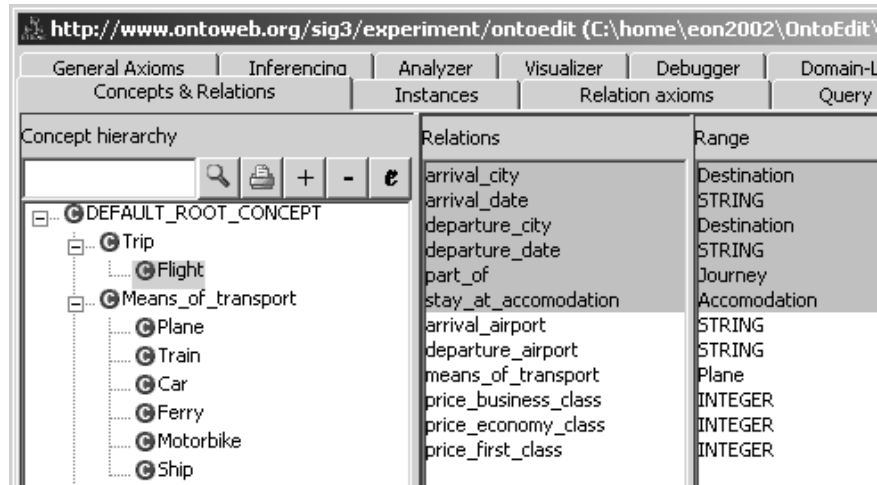 http://www.ontoweb.org/sig3/experiment/ontoedit (C:\home\eon2002\OntoEdit\
General Axioms Inferencing Analyzer Visualizer Debugger Domain-L
Concepts & Relations Instances Relation axioms Query
Concept hierarchy Relations Range
+ - e
DEFAULT_ROOT_CONCEPT
Trip
Flight
Means_of_transport
Plane
Train
Car
Ferry
Motorbike
Ship
arrival_city Destination
arrival_date STRING
departure_city Destination
departure_date STRING
part_of Journey
stay_at_accomodation Accomodation
arrival_airport STRING
departure_airport STRING
means_of_transport Plane
price_business_class INTEGER
price_economy_class INTEGER
price_first_class INTEGER